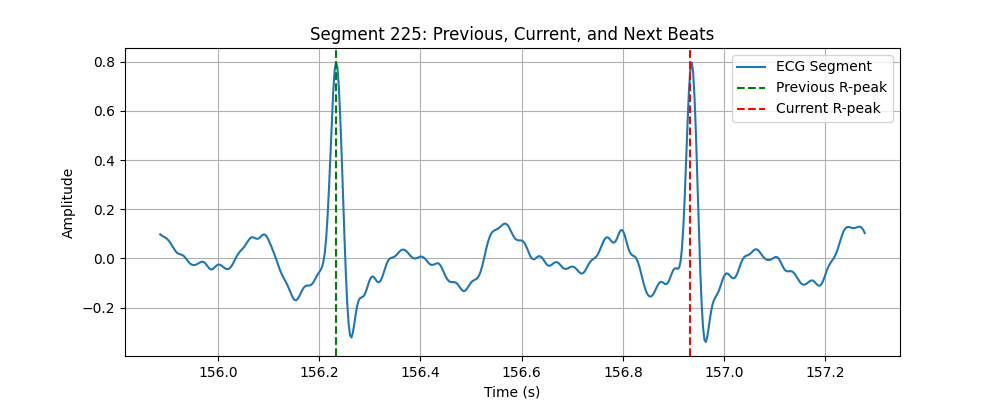 Segment 225: Previous, Current, and Next Beats
ECG Segment
Previous R-peak
Current R-peak
Amplitude
0.8
0.6
0.4
0.2
0.0
−0.2
156.0 156.2 156.4 156.6 156.8 157.0 157.2
Time (s)